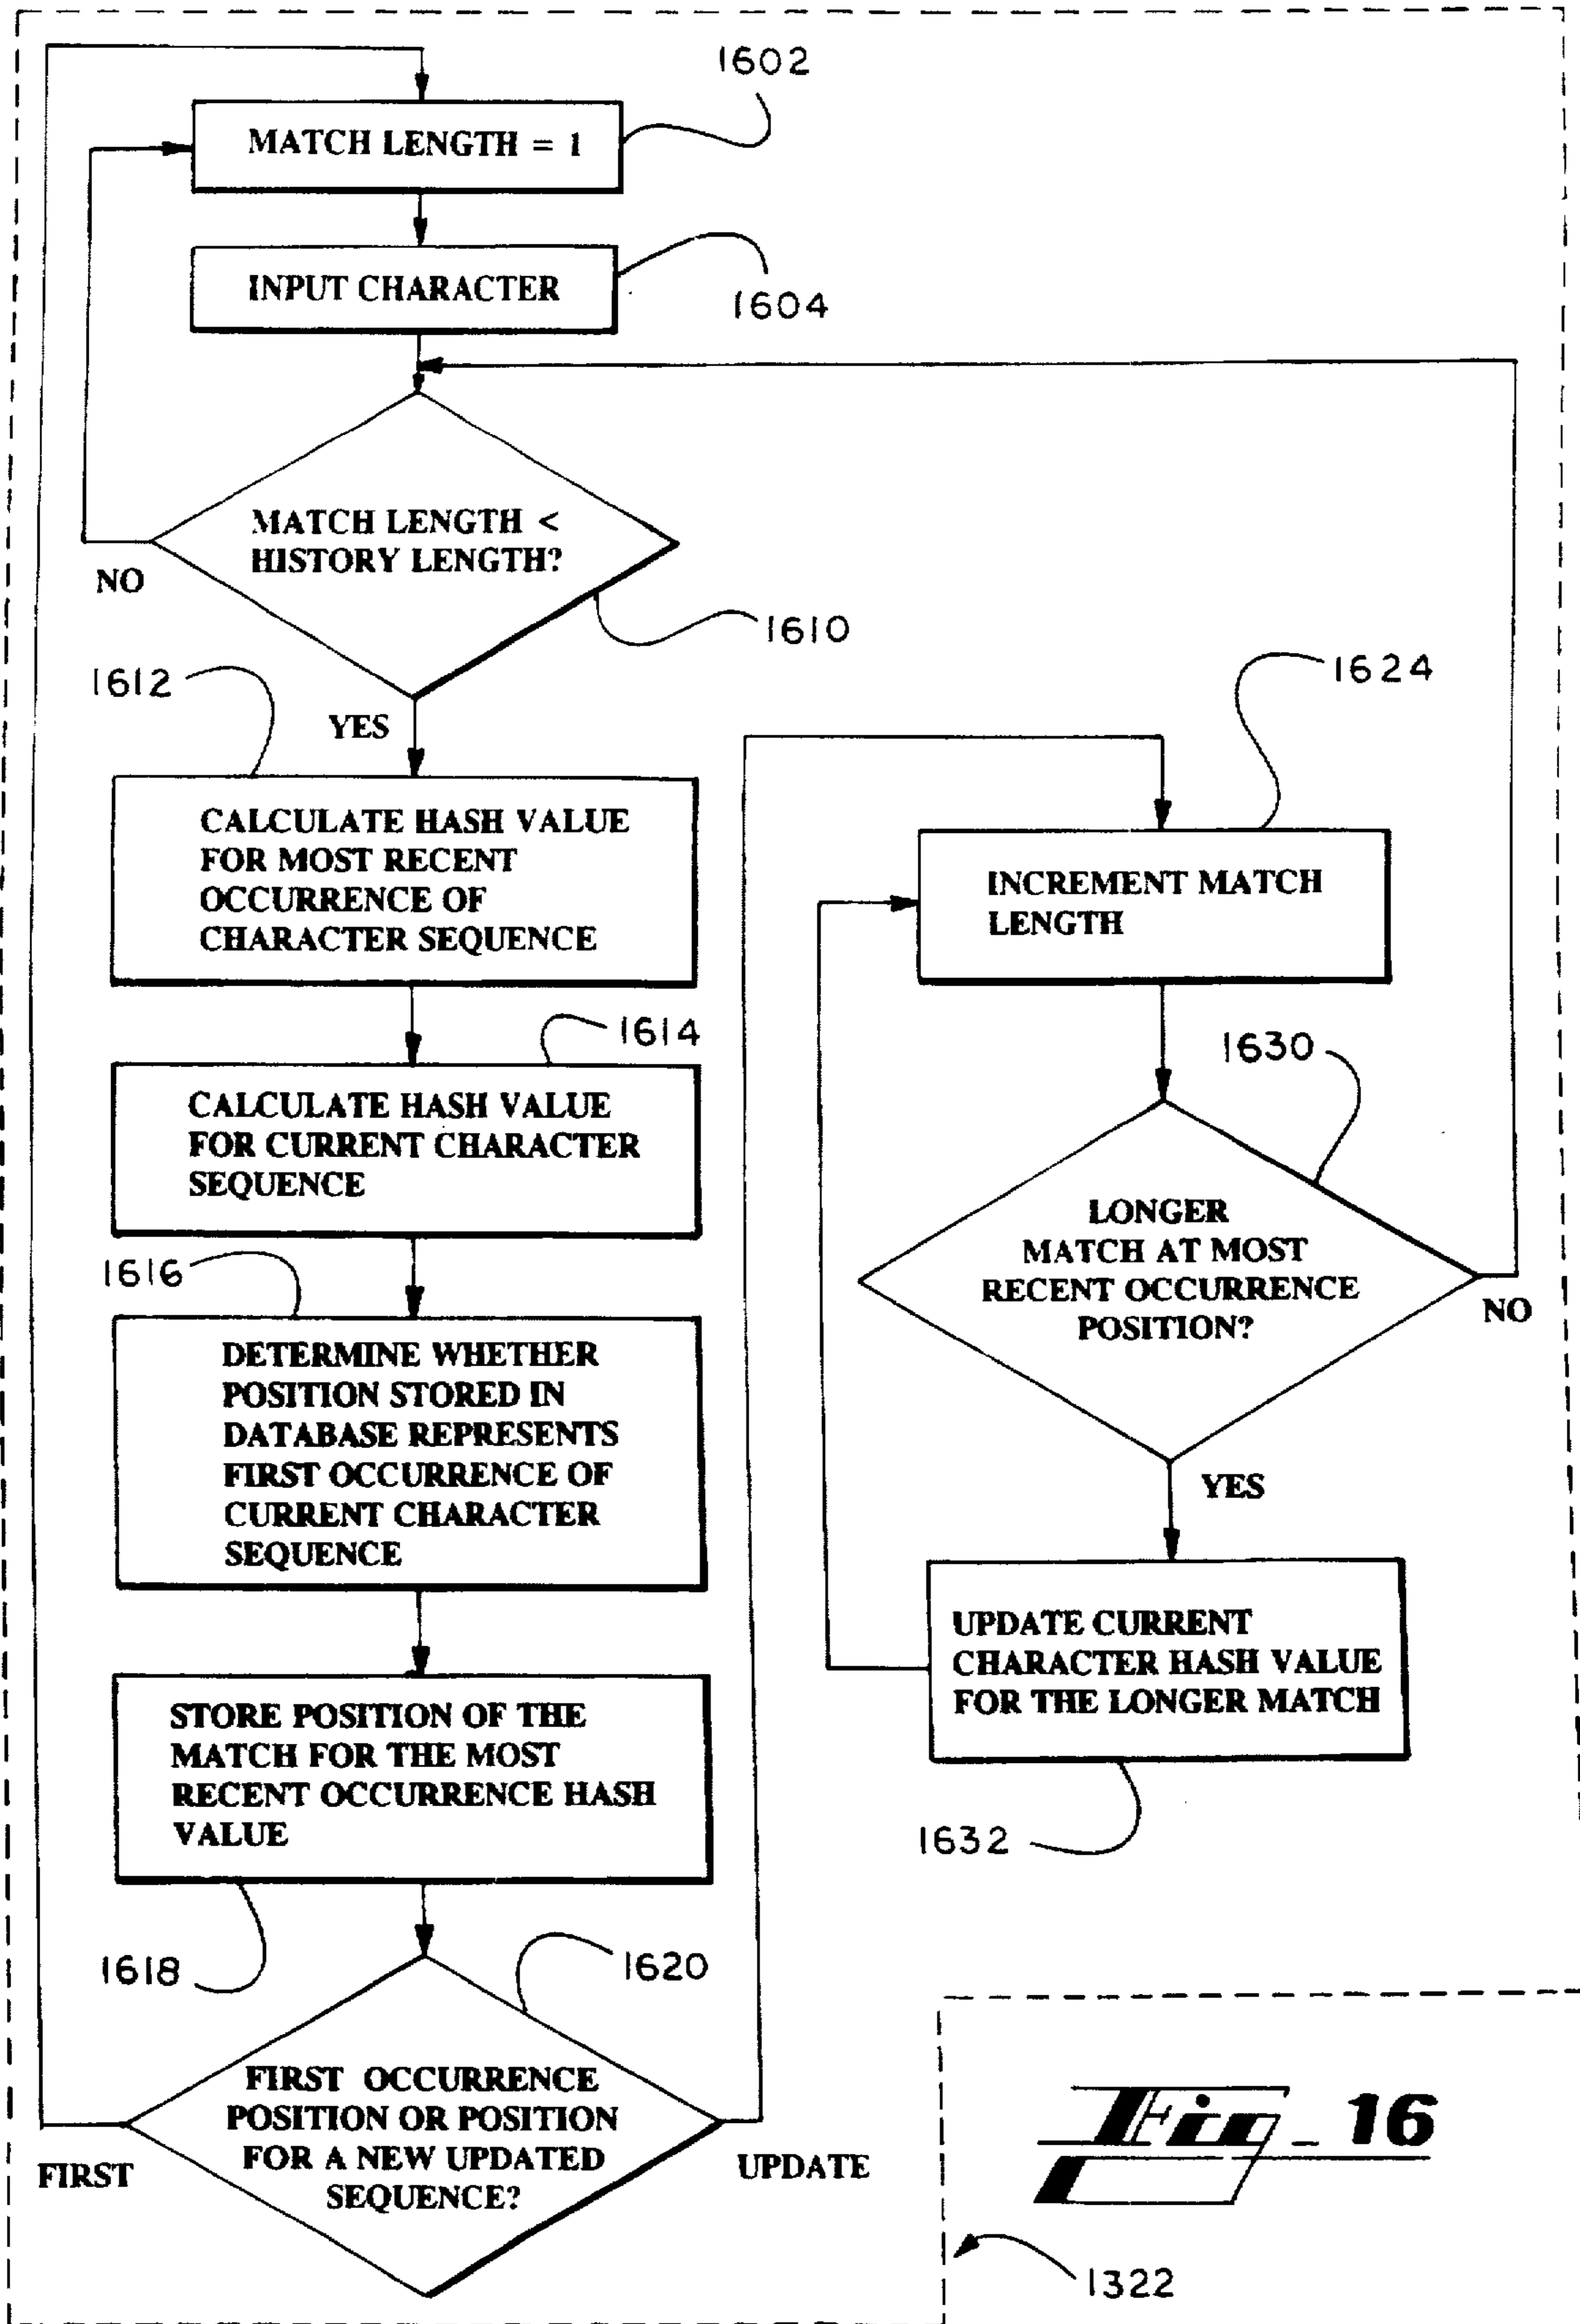 1602
MATCH LENGTH = 1
INPUT CHARACTER
1604
MATCH LENGTH <
HISTORY LENGTH?
NO
1610
1612
YES
CALCULATE HASH VALUE
FOR MOST RECENT
OCCURRENCE OF
CHARACTER SEQUENCE
1614
CALCULATE HASH VALUE
FOR CURRENT CHARACTER
SEQUENCE
1616
DETERMINE WHETHER
POSITION STORED IN
DATABASE REPRESENTS
FIRST OCCURRENCE OF
CURRENT CHARACTER
SEQUENCE
STORE POSITION OF THE
MATCH FOR THE MOST
RECENT OCCURRENCE HASH
VALUE
1618
1620
FIRST OCCURRENCE
POSITION OR POSITION
FOR A NEW UPDATED
SEQUENCE?
FIRST
UPDATE
1624
INCREMENT MATCH
LENGTH
1630
LONGER
MATCH AT MOST
RECENT OCCURRENCE
POSITION?
NO
YES
UPDATE CURRENT
CHARACTER HASH VALUE
FOR THE LONGER MATCH
1632
Fig_16
1322